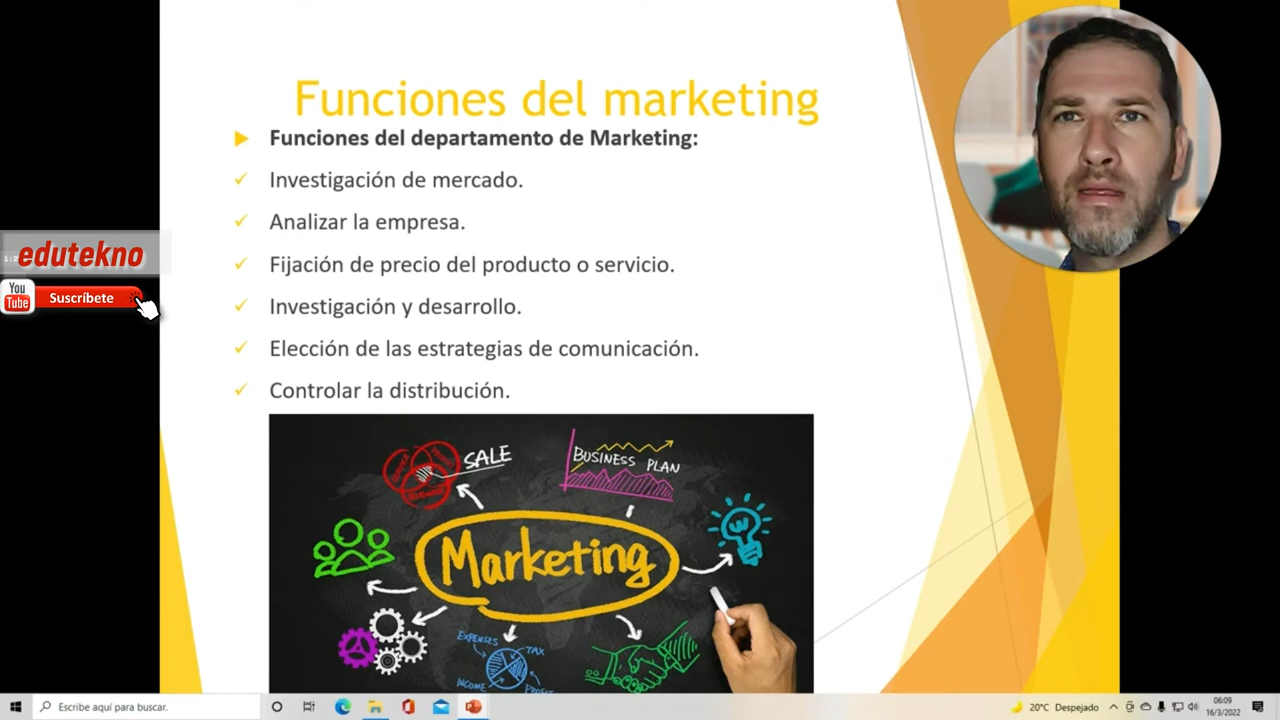 Funciones del marketing
Funciones del departamento de Marketing:
Investigación de mercado.
Analizar la empresa.
Fijación de precio del producto o servicio.
Investigación y desarrollo.
Elección de las estrategias de comunicación.
Controlar la distribución.
edutekno
You
Tube
Suscríbete
SALE
BUSINESS PLAN
Marketing
EXPENSES
TAX
INCOME
Escribe aquí para buscar.
20°C Despejado
06:09
16/3/2022